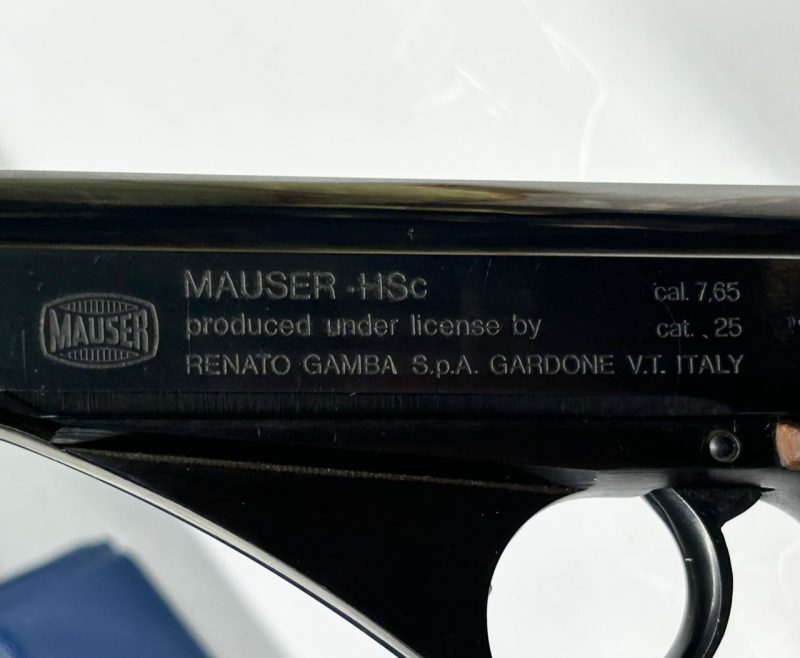 MAUSER
MAUSER-HSc cal. 7,65
produced under license by cat. 25
RENATO GAMBA S.p.A. GARDONE V.T. ITALY